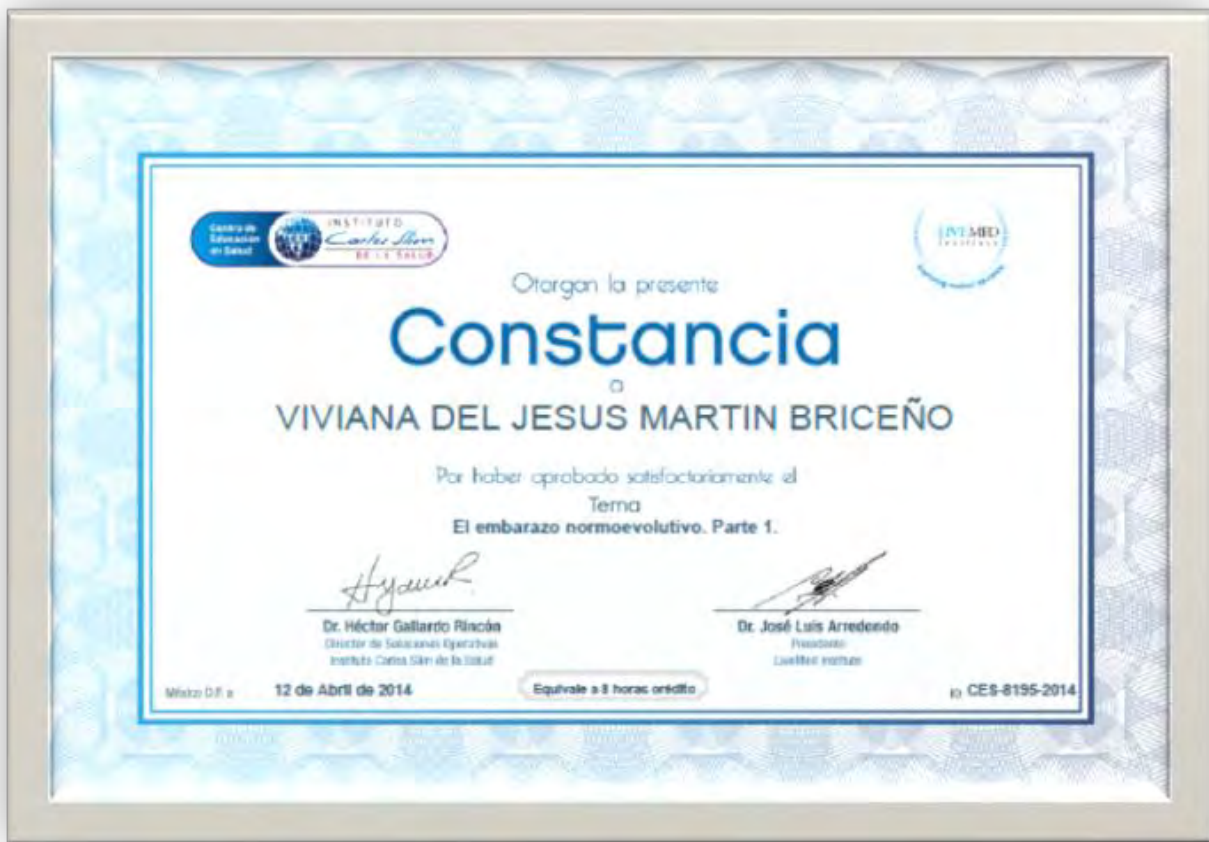 Centro de
Educación
en Salud
INSTITUTO
Carlos Slim
DE LA SALUD
LIVEMED
Institute
Otorgan la presente
Constancia
a
VIVIANA DEL JESUS MARTIN BRICEÑO
Por haber aprobado satisfactoriamente el
Tema
El embarazo normoevolutivo. Parte 1.
Dr. Héctor Gallardo Rincón
Director de Soluciones Operativas
Instituto Carlos Slim de la Salud
Dr. José Luis Arredondo
Presidente
LiveMed Institute
México D.F. a 12 de Abril de 2014
Equivale a 8 horas crédito
ID CES-8195-2014